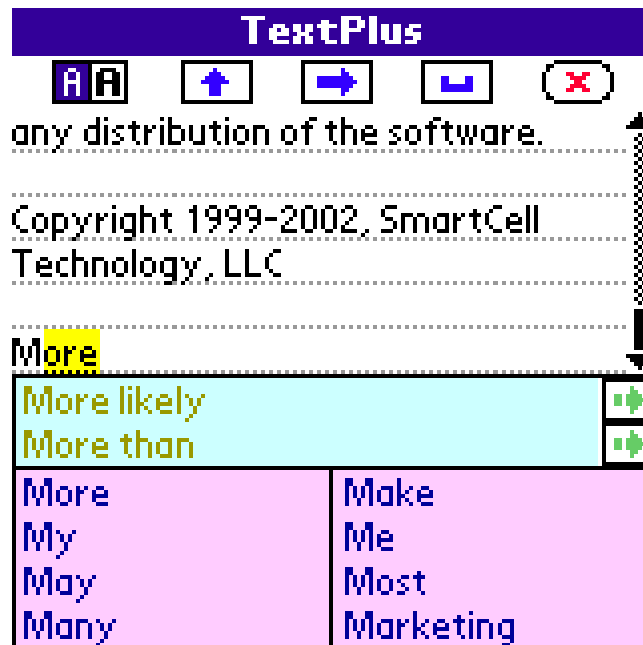 TextPlus
A A
any distribution of the software.
Copyright 1999-2002, SmartCell
Technology, LLC
More
More likely
More than
More
Make
My
Me
May
Most
Many
Marketing